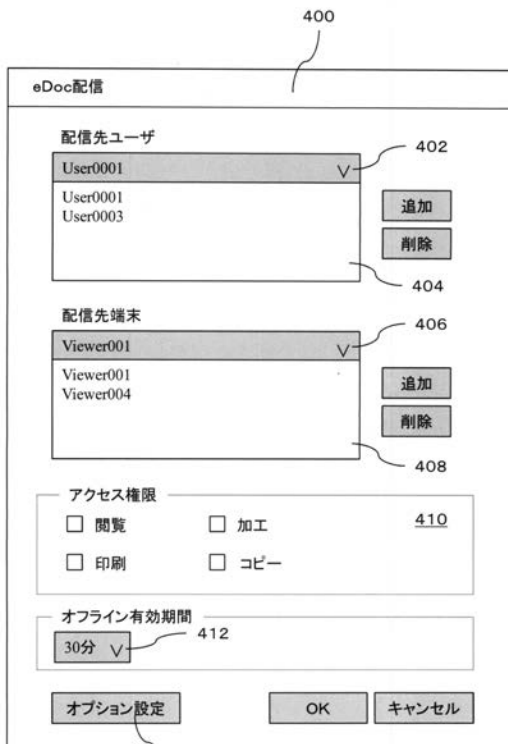 400
eDoc配信
配信先ユーザ
User0001 402
User0001
User0003
追加
削除
404
配信先端末
Viewer001 406
Viewer001
Viewer004
追加
削除
408
アクセス権限
閲覧 加工 410
印刷 コピー
オフライン有効期間
30分 412
オプション設定 OK キャンセル